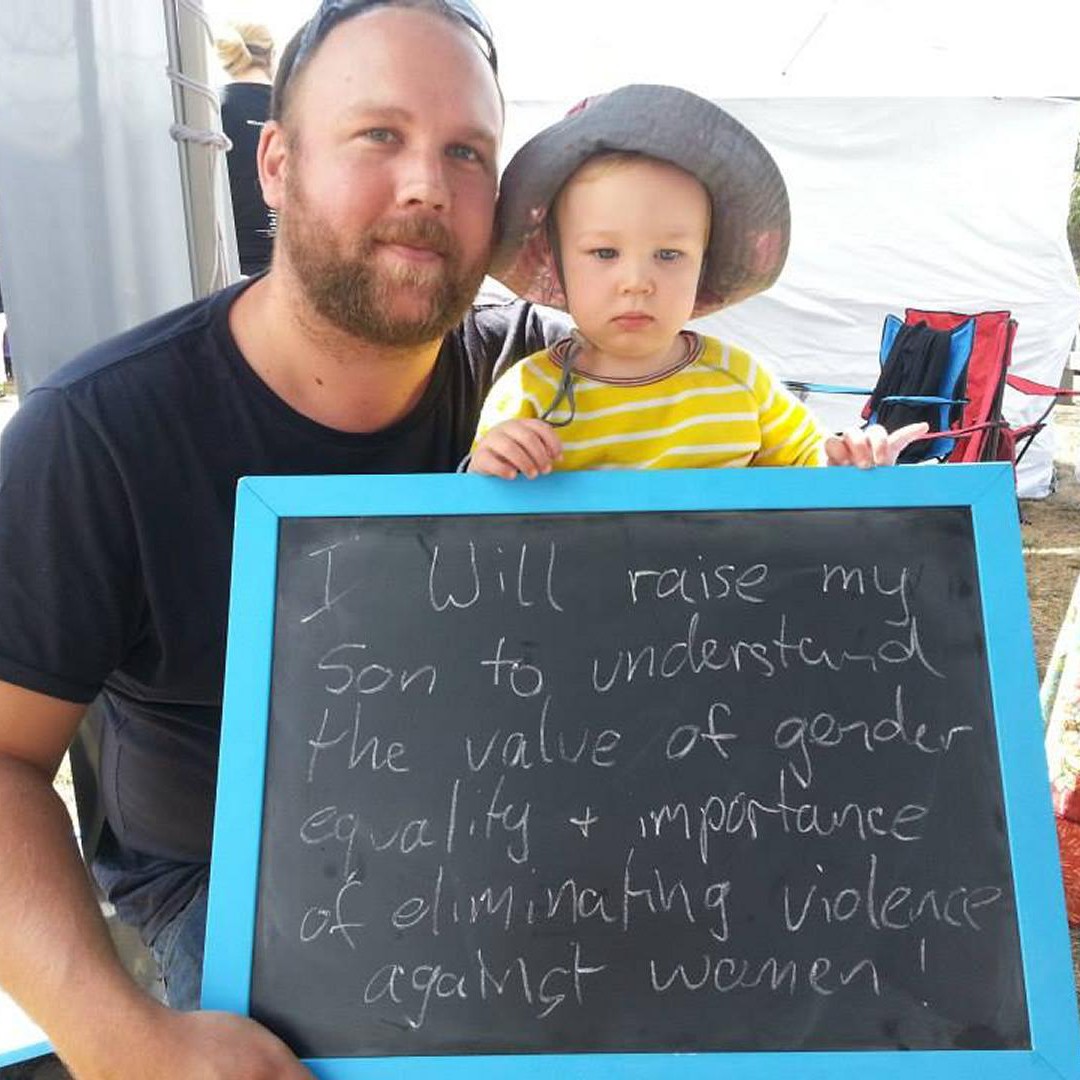 I Will raise my
Son to understand
the value of gender
equality + importance
of eliminating violence
against women!